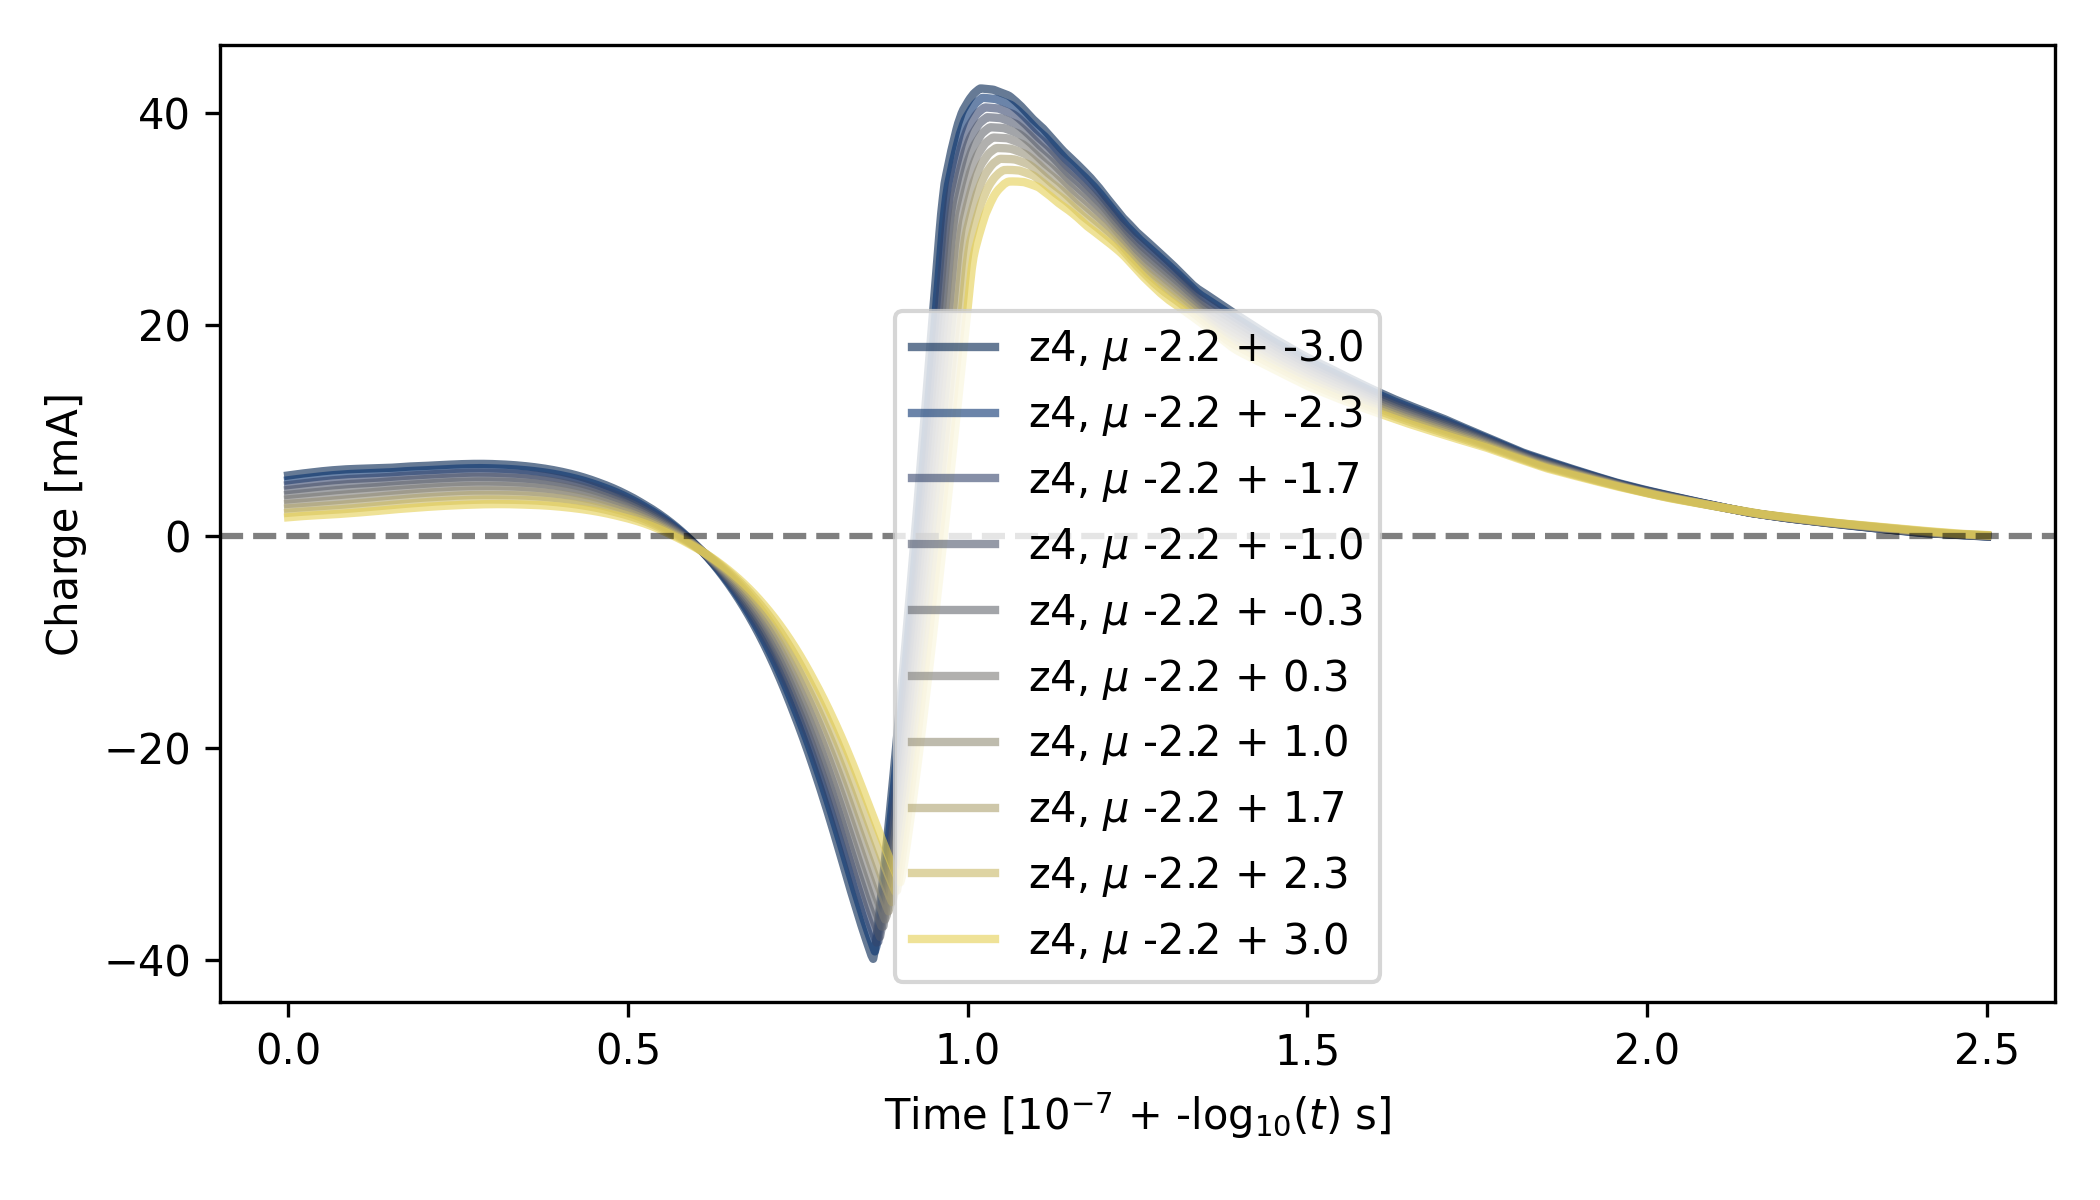 Charge [mA]
40
20
0
−20
−40
z4, μ -2.2 + -3.0
z4, μ -2.2 + -2.3
z4, μ -2.2 + -1.7
z4, μ -2.2 + -1.0
z4, μ -2.2 + -0.3
z4, μ -2.2 + 0.3
z4, μ -2.2 + 1.0
z4, μ -2.2 + 1.7
z4, μ -2.2 + 2.3
z4, μ -2.2 + 3.0
0.0 0.5 1.0 1.5 2.0 2.5
Time [10⁻⁷ + -log₁₀(t) s]